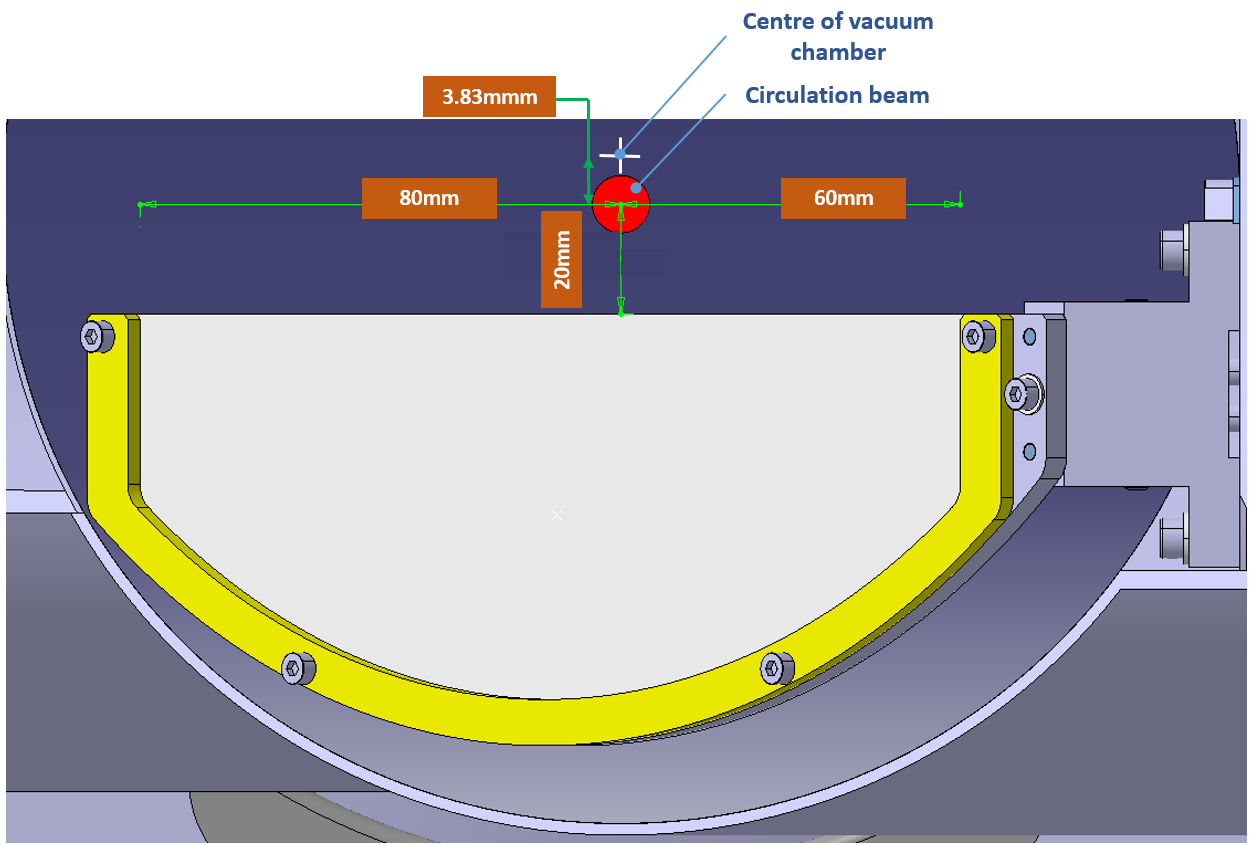 Centre of vacuum
chamber
3.83mmm
Circulation beam
80mm
60mm
20mm